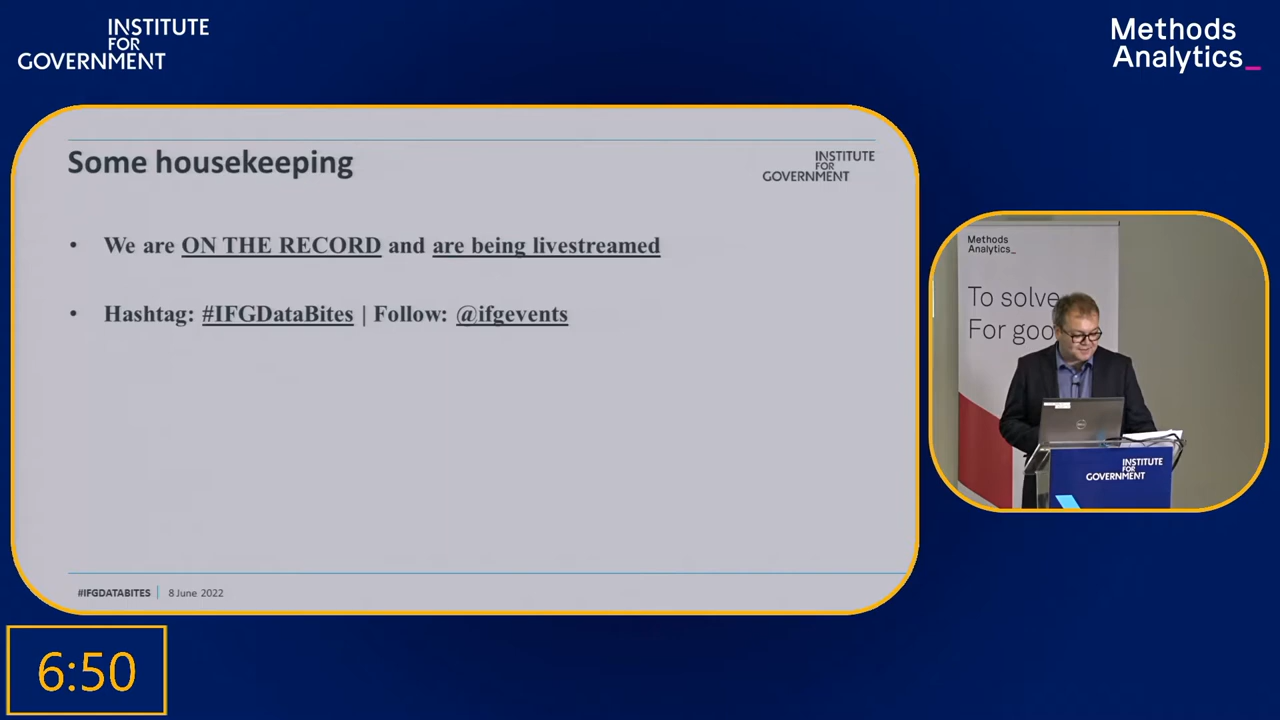 INSTITUTE
FOR
GOVERNMENT
Methods
Analytics_
Some housekeeping
INSTITUTE
FOR
GOVERNMENT
• We are ON THE RECORD and are being livestreamed
• Hashtag: #IFGDataBites | Follow: @ifgevents
#IFGDATABITES | 8 June 2022
Methods
Analytics_
To solve
For goo
INSTITUTE
FOR
GOVERNMENT
6:50